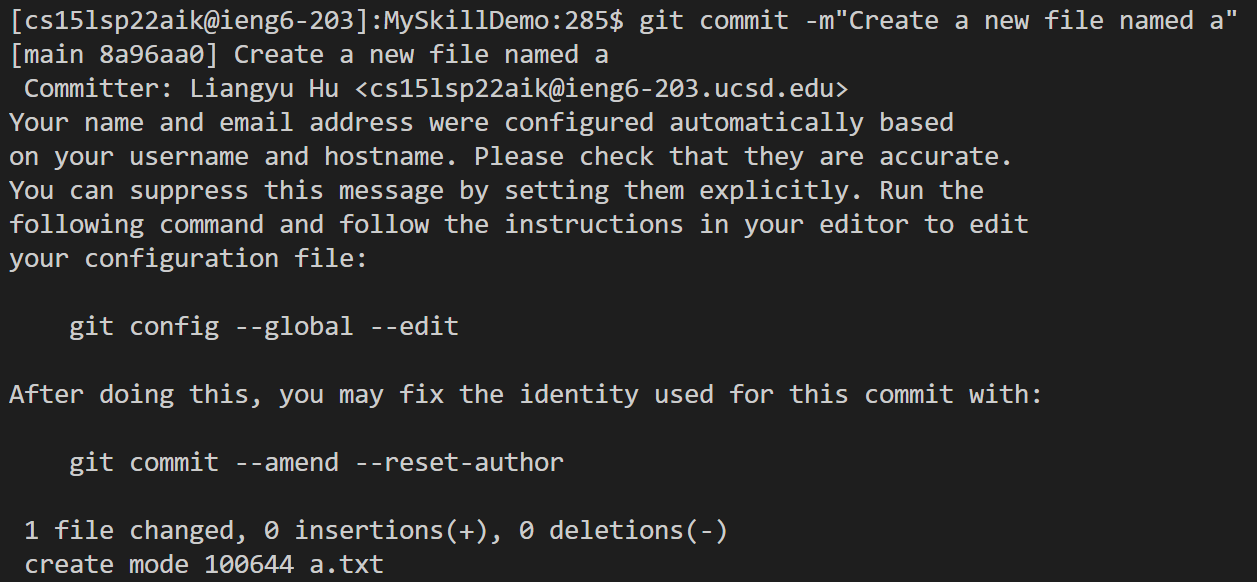 [cs15lsp22aik@ieng6-203]:MySkillDemo:285$ git commit -m"Create a new file named a"
[main 8a96aa0] Create a new file named a
 Committer: Liangyu Hu <cs15lsp22aik@ieng6-203.ucsd.edu>
Your name and email address were configured automatically based
on your username and hostname. Please check that they are accurate.
You can suppress this message by setting them explicitly. Run the
following command and follow the instructions in your editor to edit
your configuration file:

    git config --global --edit

After doing this, you may fix the identity used for this commit with:

    git commit --amend --reset-author

 1 file changed, 0 insertions(+), 0 deletions(-)
 create mode 100644 a.txt